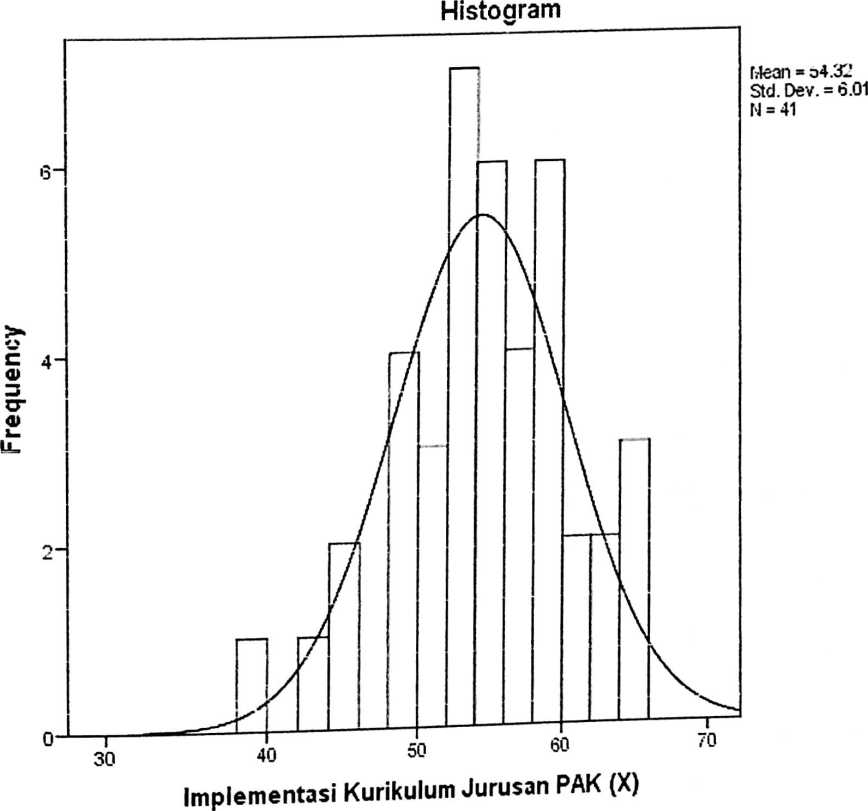 Histogram
Mean = 54.32
Std. Dev. = 6.01
N = 41
Frequency
6
4
2
0
30
40
50
60
70
Implementasi Kurikulum Jurusan PAK (X)